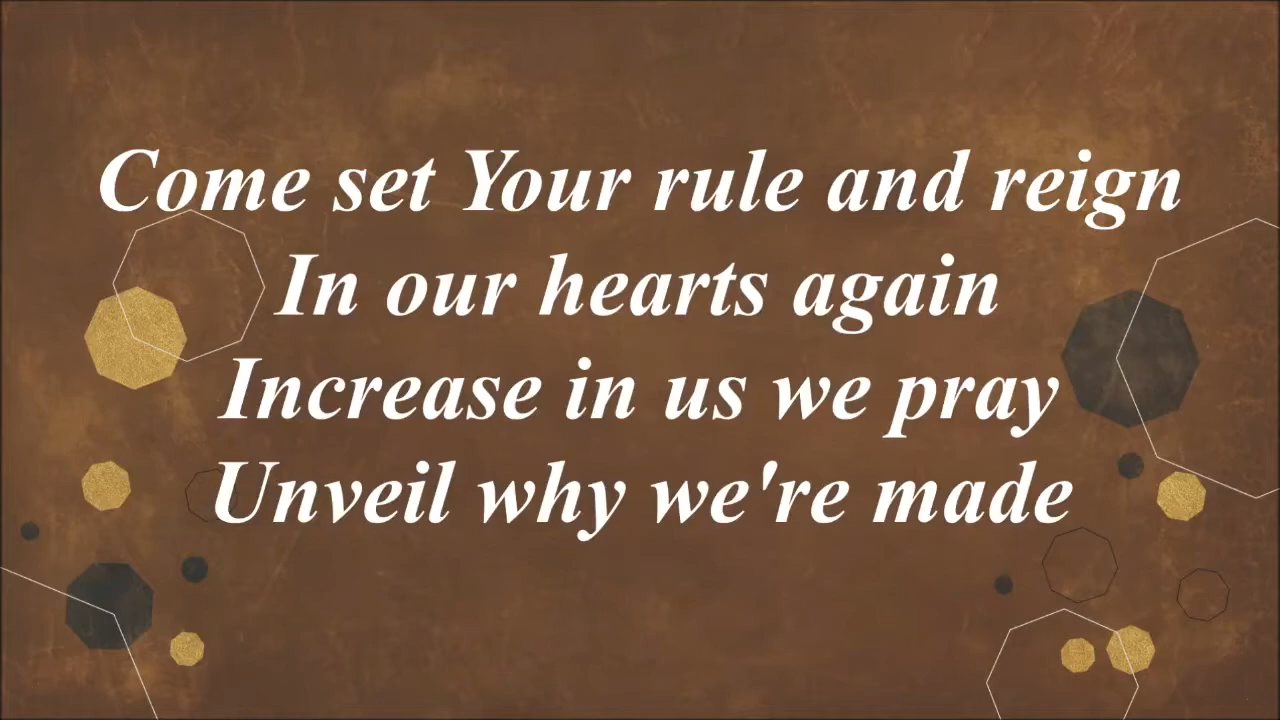 Come set Your rule and reign
In our hearts again
Increase in us we pray
Unveil why we're made